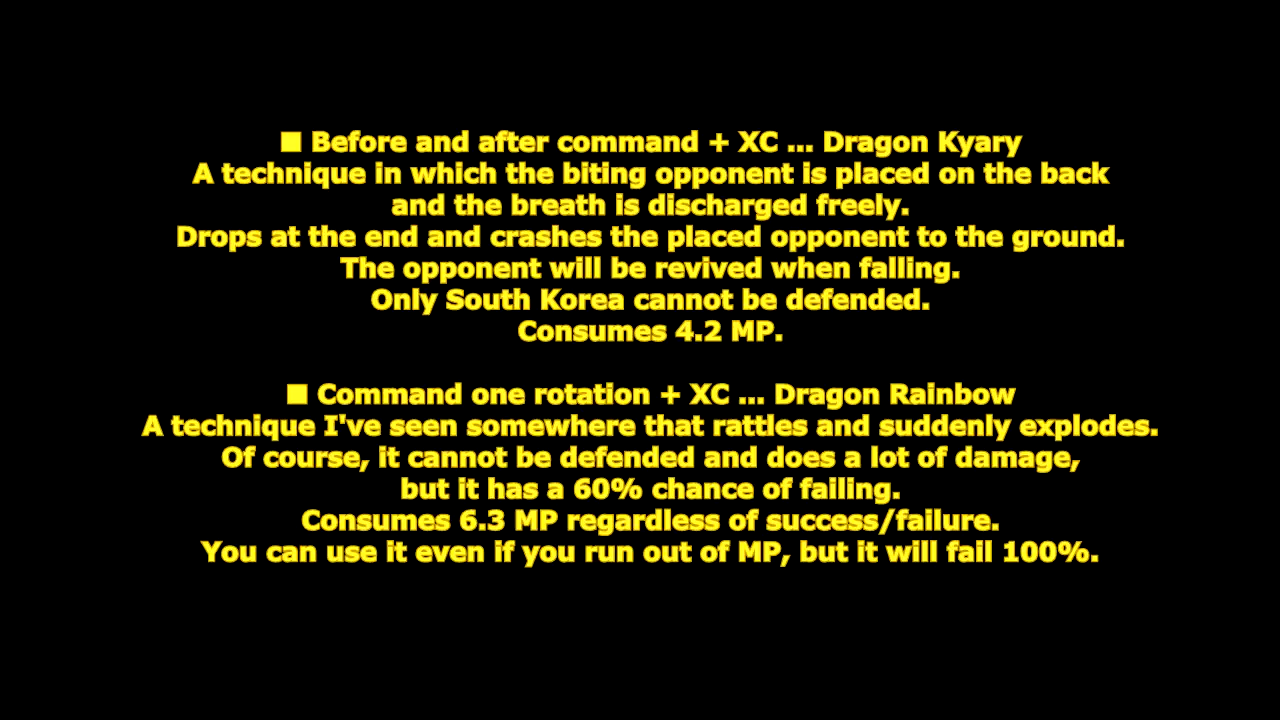 ■ Before and after command + XC ... Dragon Kyary
A technique in which the biting opponent is placed on the back
and the breath is discharged freely.
Drops at the end and crashes the placed opponent to the ground.
The opponent will be revived when falling.
Only South Korea cannot be defended.
Consumes 4.2 MP.
■ Command one rotation + XC ... Dragon Rainbow
A technique I've seen somewhere that rattles and suddenly explodes.
Of course, it cannot be defended and does a lot of damage,
but it has a 60% chance of failing.
Consumes 6.3 MP regardless of success/failure.
You can use it even if you run out of MP, but it will fail 100%.